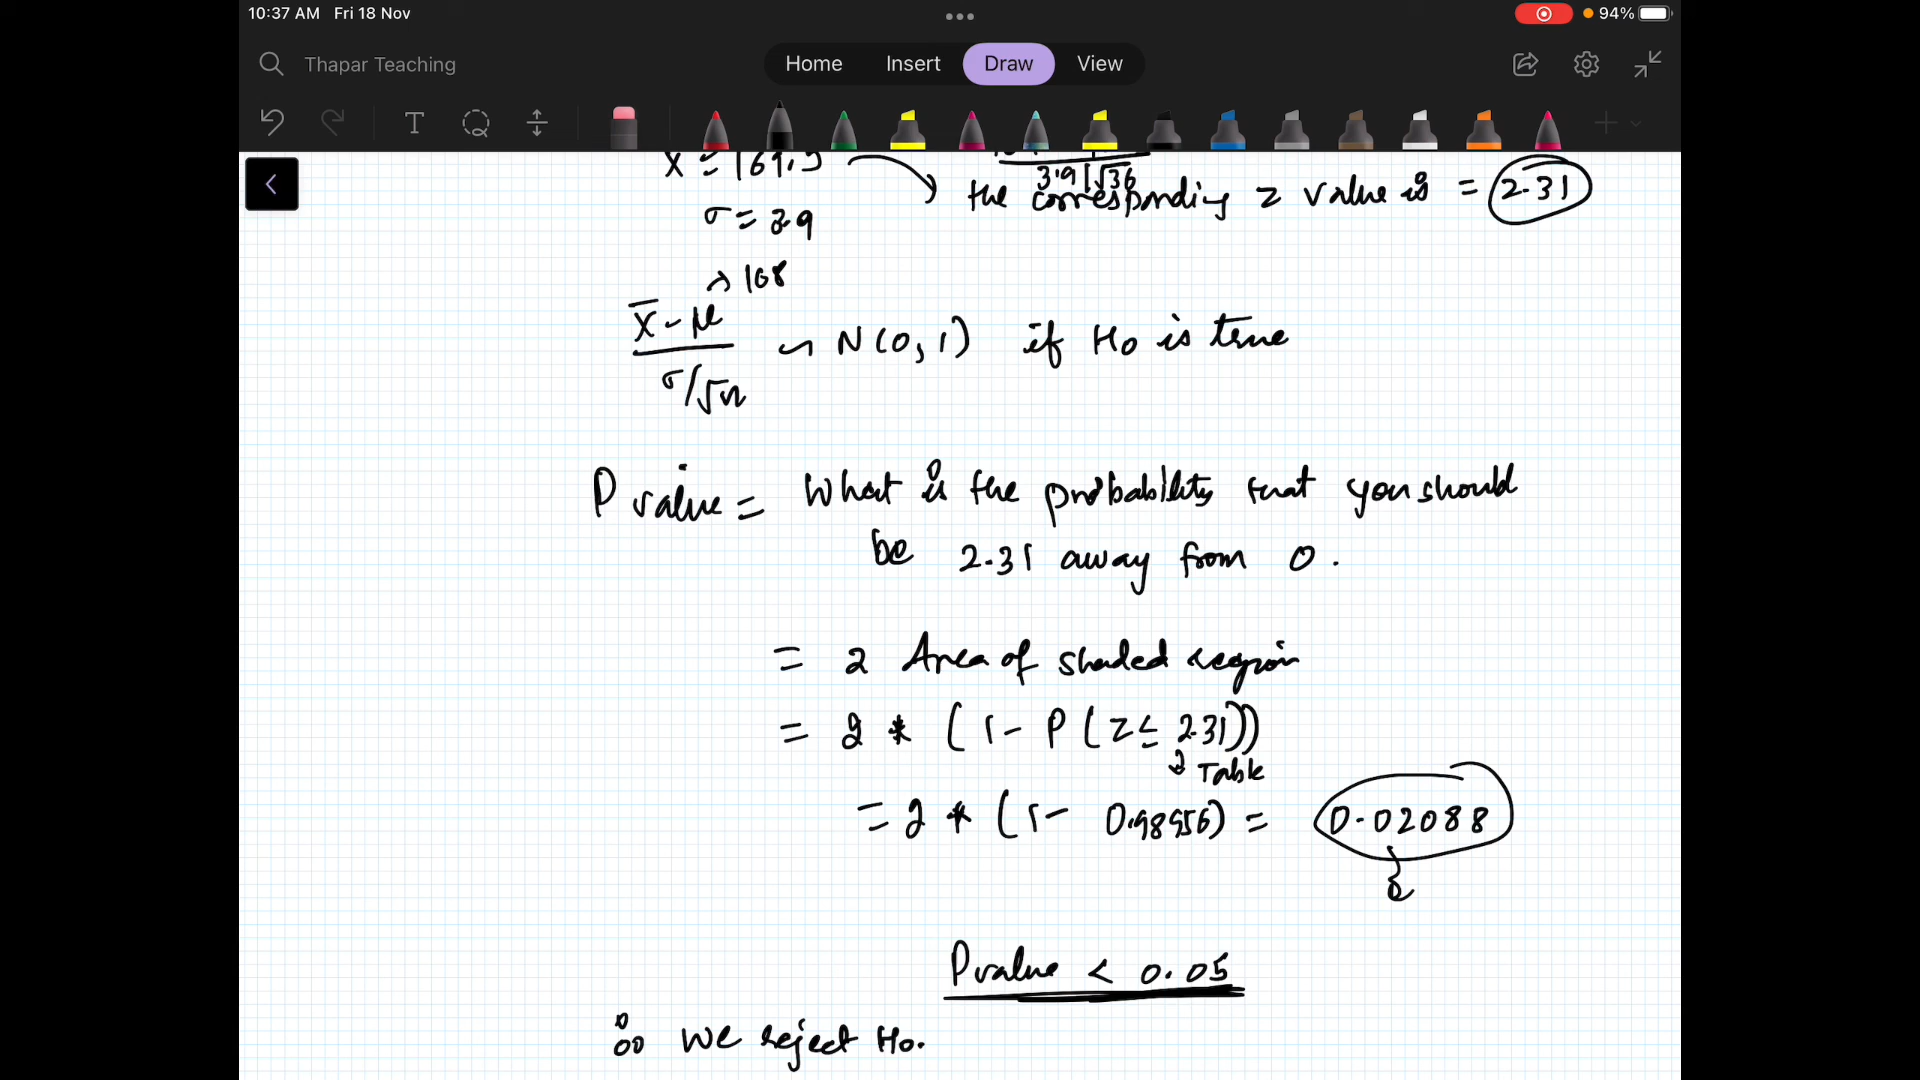 10:37 AM Fri 18 Nov
94%
Thapar Teaching
Home Insert Draw View
X̄ = 169.5
3.9/√36
the corresponding z value is = 2.31
σ = 3.9
→ 168
X̄ - μ
σ/√n
~ N(0,1) if H0 is true
P value = What is the probability that you should
be 2.31 away from 0.
= 2 Area of shaded region
= 2 * (1 - P(Z ≤ 2.31))
Table
= 2 * (1 - 0.98956) = 0.02088
Pvalue < 0.05
∴ We reject H0.